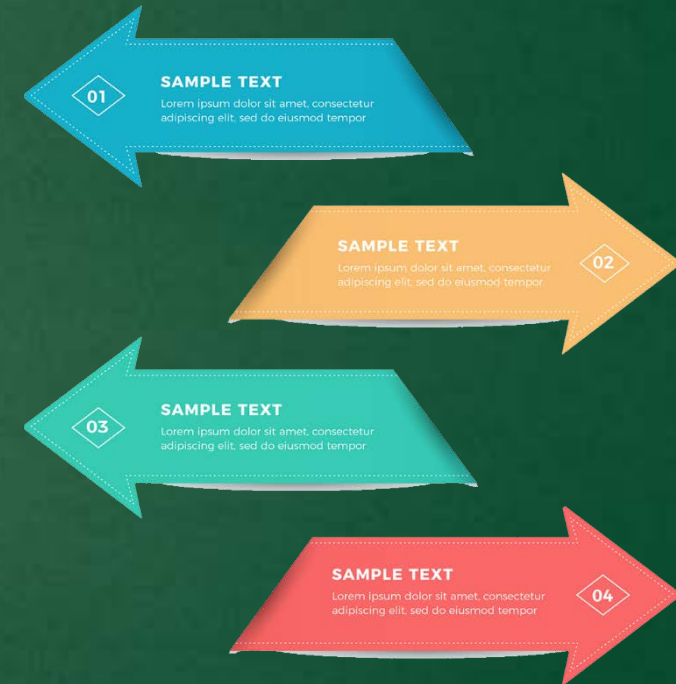 01
SAMPLE TEXT
Lorem ipsum dolor sit amet, consectetur
adipiscing elit, sed do eiusmod tempor
SAMPLE TEXT
Lorem ipsum dolor sit amet, consectetur
adipiscing elit, sed do eiusmod tempor
02
03
SAMPLE TEXT
Lorem ipsum dolor sit amet, consectetur
adipiscing elit, sed do eiusmod tempor
SAMPLE TEXT
Lorem ipsum dolor sit amet, consectetur
adipiscing elit, sed do eiusmod tempor
04